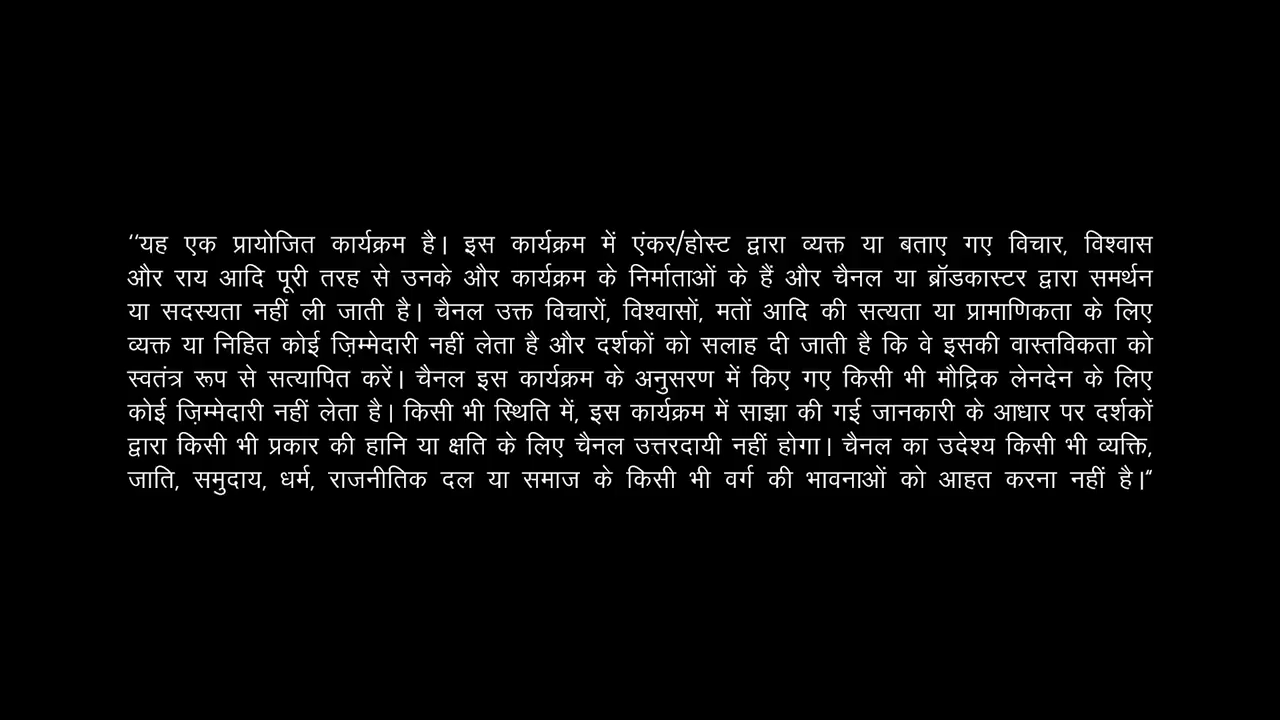 ‘‘यह एक प्रायोजित कार्यक्रम है। इस कार्यक्रम में एंकर/होस्ट द्वारा व्यक्त या बताए गए विचार, विश्वास
और राय आदि पूरी तरह से उनके और कार्यक्रम के निर्माताओं के हैं और चैनल या ब्रॉडकास्टर द्वारा समर्थन
या सदस्यता नहीं ली जाती है। चैनल उक्त विचारों, विश्वासों, मतों आदि की सत्यता या प्रामाणिकता के लिए
व्यक्त या निहित कोई ज़िम्मेदारी नहीं लेता है और दर्शकों को सलाह दी जाती है कि वे इसकी वास्तविकता को
स्वतंत्र रूप से सत्यापित करें। चैनल इस कार्यक्रम के अनुसरण में किए गए किसी भी मौद्रिक लेनदेन के लिए
कोई ज़िम्मेदारी नहीं लेता है। किसी भी स्थिति में, इस कार्यक्रम में साझा की गई जानकारी के आधार पर दर्शकों
द्वारा किसी भी प्रकार की हानि या क्षति के लिए चैनल उत्तरदायी नहीं होगा। चैनल का उदेश्य किसी भी व्यक्ति,
जाति, समुदाय, धर्म, राजनीतिक दल या समाज के किसी भी वर्ग की भावनाओं को आहत करना नहीं है।”